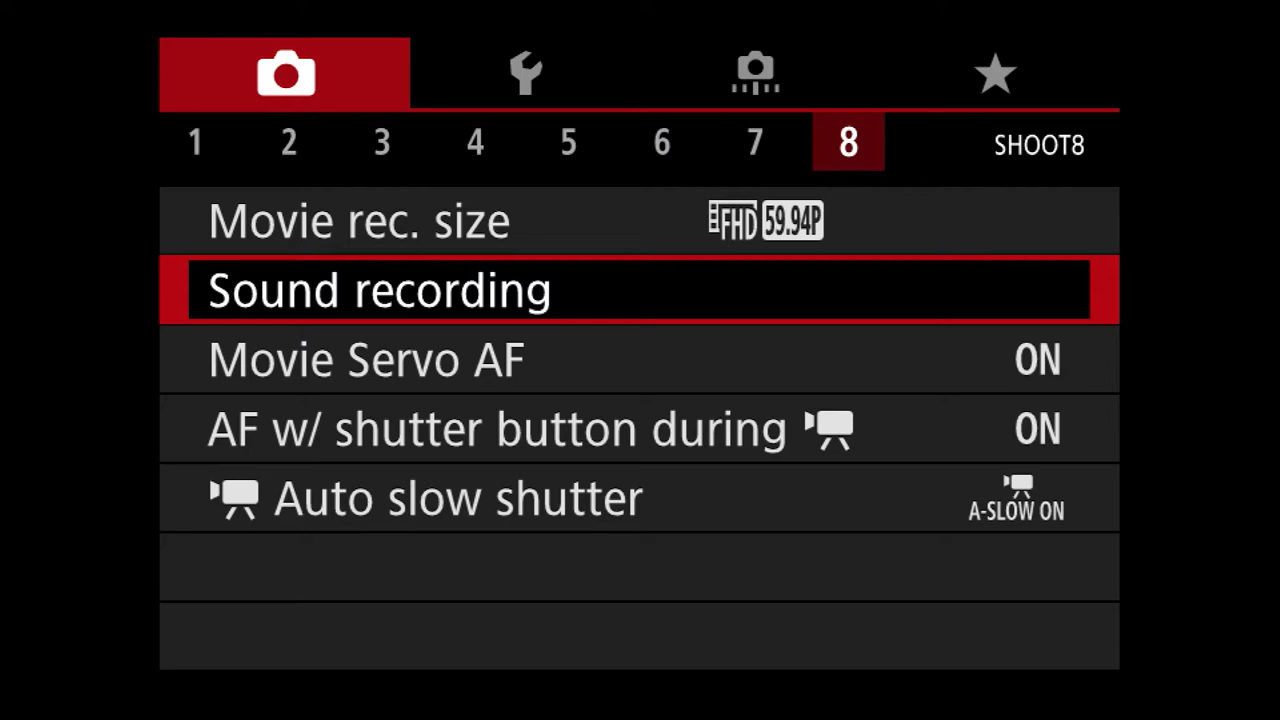 1 2 3 4 5 6 7 8 SHOOT8
Movie rec. size FHD 59.94P
Sound recording
Movie Servo AF ON
AF w/ shutter button during ON
Auto slow shutter A-SLOW ON